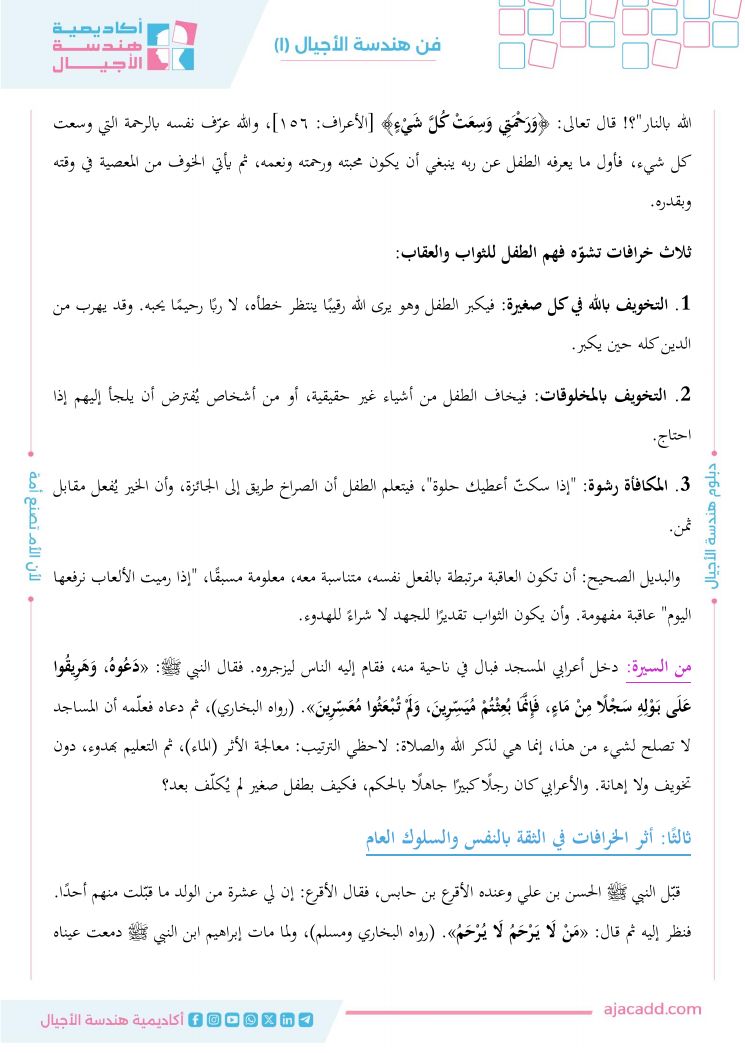 أكاديمية
هندسة
الأجيال
فن هندسة الأجيال (١)
الله بالنار"؟! قال تعالى: ﴿وَرَحْمَتِي وَسِعَتْ كُلَّ شَيْءٍ﴾ [الأعراف: ١٥٦]، والله عرّف نفسه بالرحمة التي وسعت
كل شيء، فأول ما يعرفه الطفل عن ربه ينبغي أن يكون محبته ورحمته ونعمه، ثم يأتي الخوف من المعصية في وقته
وبقدره.
ثلاث خرافات تشوّه فهم الطفل للثواب والعقاب:
1. التخويف بالله في كل صغيرة: فيكبر الطفل وهو يرى الله رقيبًا ينتظر خطأه، لا ربًا رحيمًا يحبه. وقد يهرب من
الدين كله حين يكبر.
2. التخويف بالمخلوقات: فيخاف الطفل من أشياء غير حقيقية، أو من أشخاص يُفترض أن يلجأ إليهم إذا
احتاج.
3. المكافأة رشوة: "إذا سكتّ أعطيك حلوة"، فيتعلم الطفل أن الصراخ طريق إلى الجائزة، وأن الخير يُفعل مقابل
ثمن.
والبديل الصحيح: أن تكون العاقبة مرتبطة بالفعل نفسه، متناسبة معه، معلومة مسبقًا، "إذا رميت الألعاب نرفعها
اليوم" عاقبة مفهومة. وأن يكون الثواب تقديرًا للجهد لا شراءً للهدوء.
من السيرة: دخل أعرابي المسجد فبال في ناحية منه، فقام إليه الناس ليزجروه. فقال النبي ﷺ: «دَعُوهُ، وَهَرِيقُوا
عَلَى بَوْلِهِ سَجْلًا مِنْ مَاءٍ، فَإِنَّمَا بُعِثْتُمْ مُيَسِّرِينَ، وَلَمْ تُبْعَثُوا مُعَسِّرِينَ». (رواه البخاري)، ثم دعاه فعلّمه أن المساجد
لا تصلح لشيء من هذا، إنما هي لذكر الله والصلاة: لاحظي الترتيب: معالجة الأثر (الماء)، ثم التعليم بهدوء، دون
تخويف ولا إهانة. والأعرابي كان رجلًا كبيرًا جاهلًا بالحكم، فكيف بطفل صغير لم يُكلّف بعد؟
ثالثًا: أثر الخرافات في الثقة بالنفس والسلوك العام
قبّل النبي ﷺ الحسن بن علي وعنده الأقرع بن حابس، فقال الأقرع: إن لي عشرة من الولد ما قبّلت منهم أحدًا.
فنظر إليه ثم قال: «مَنْ لَا يَرْحَمُ لَا يُرْحَمُ». (رواه البخاري ومسلم)، ولما مات إبراهيم ابن النبي ﷺ دمعت عيناه
دبلوم هندسة الأجيال
لأن الأم تصنع أمة
ajacadd.com
أكاديمية هندسة الأجيال